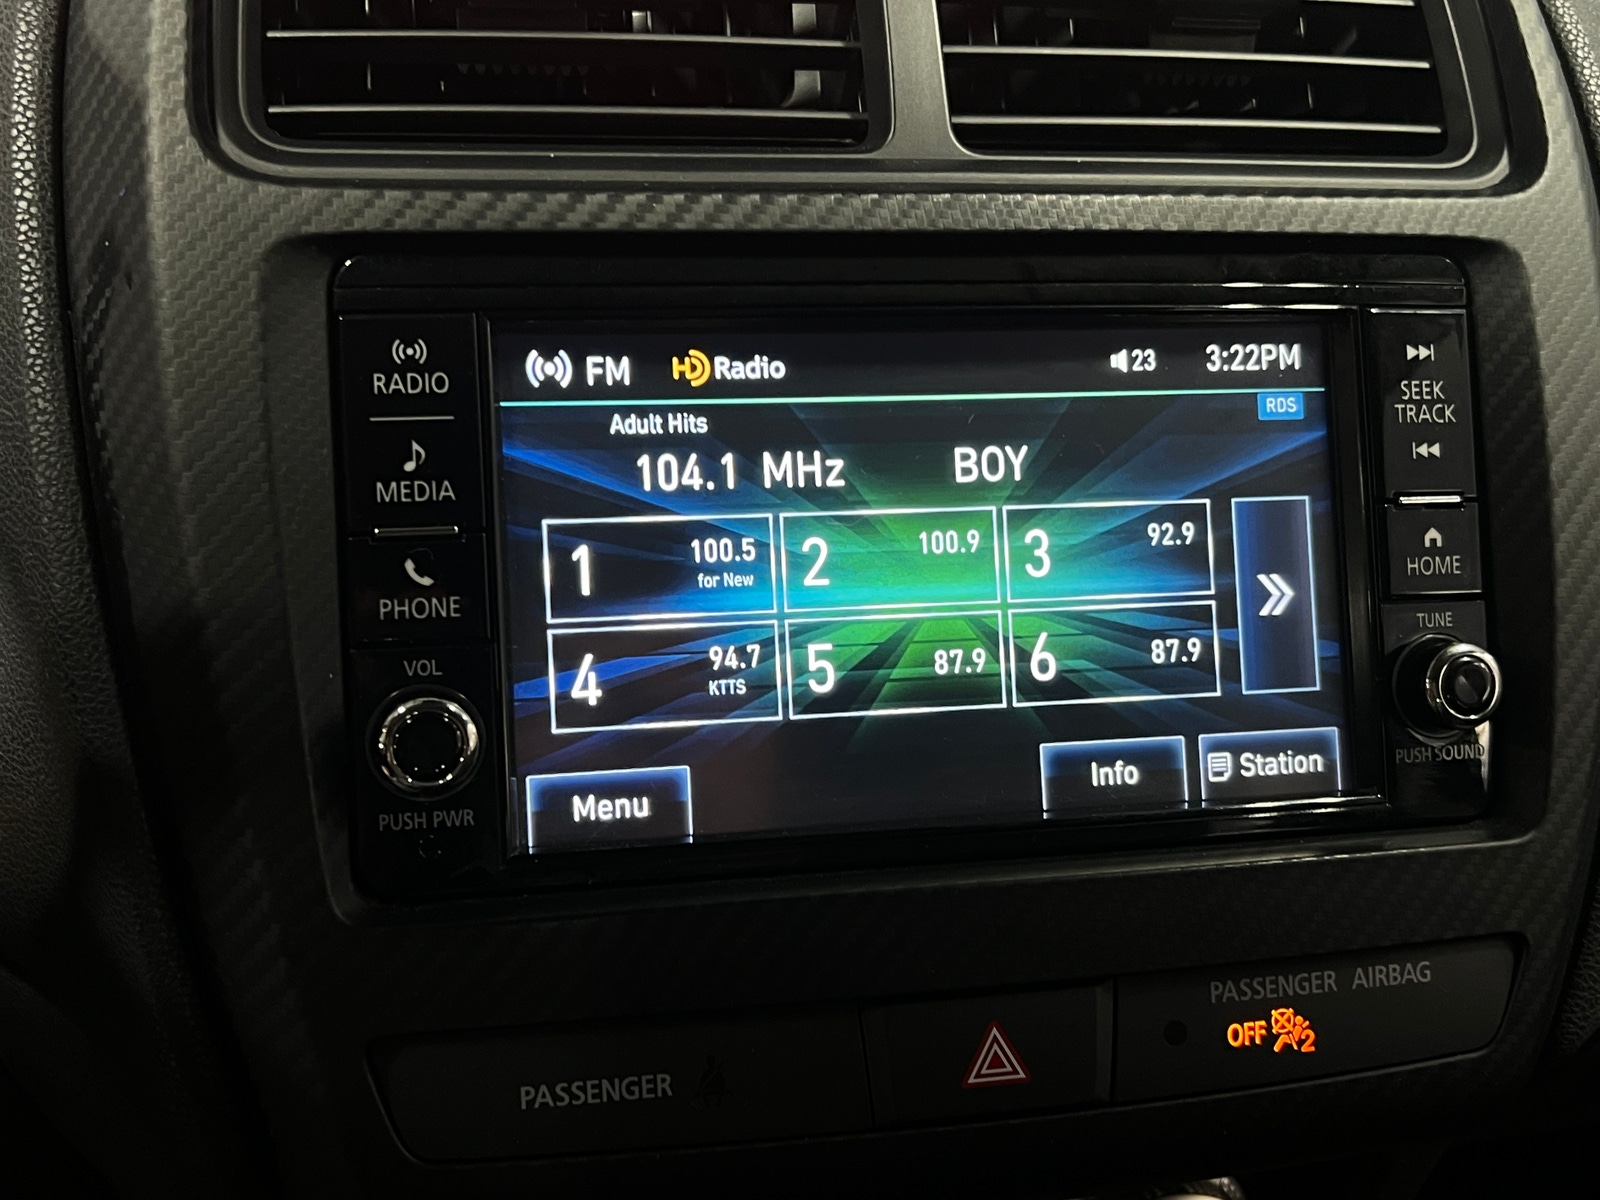 RADIO
MEDIA
PHONE
VOL
PUSH PWR
FM HD Radio 23 3:22PM
RDS
Adult Hits
104.1 MHz BOY
1 100.5 for New
2 100.9
3 92.9
4 94.7 KTTS
5 87.9
6 87.9
Menu
Info
Station
SEEK
TRACK
HOME
TUNE
PUSH SOUND
PASSENGER
PASSENGER AIRBAG
OFF 2